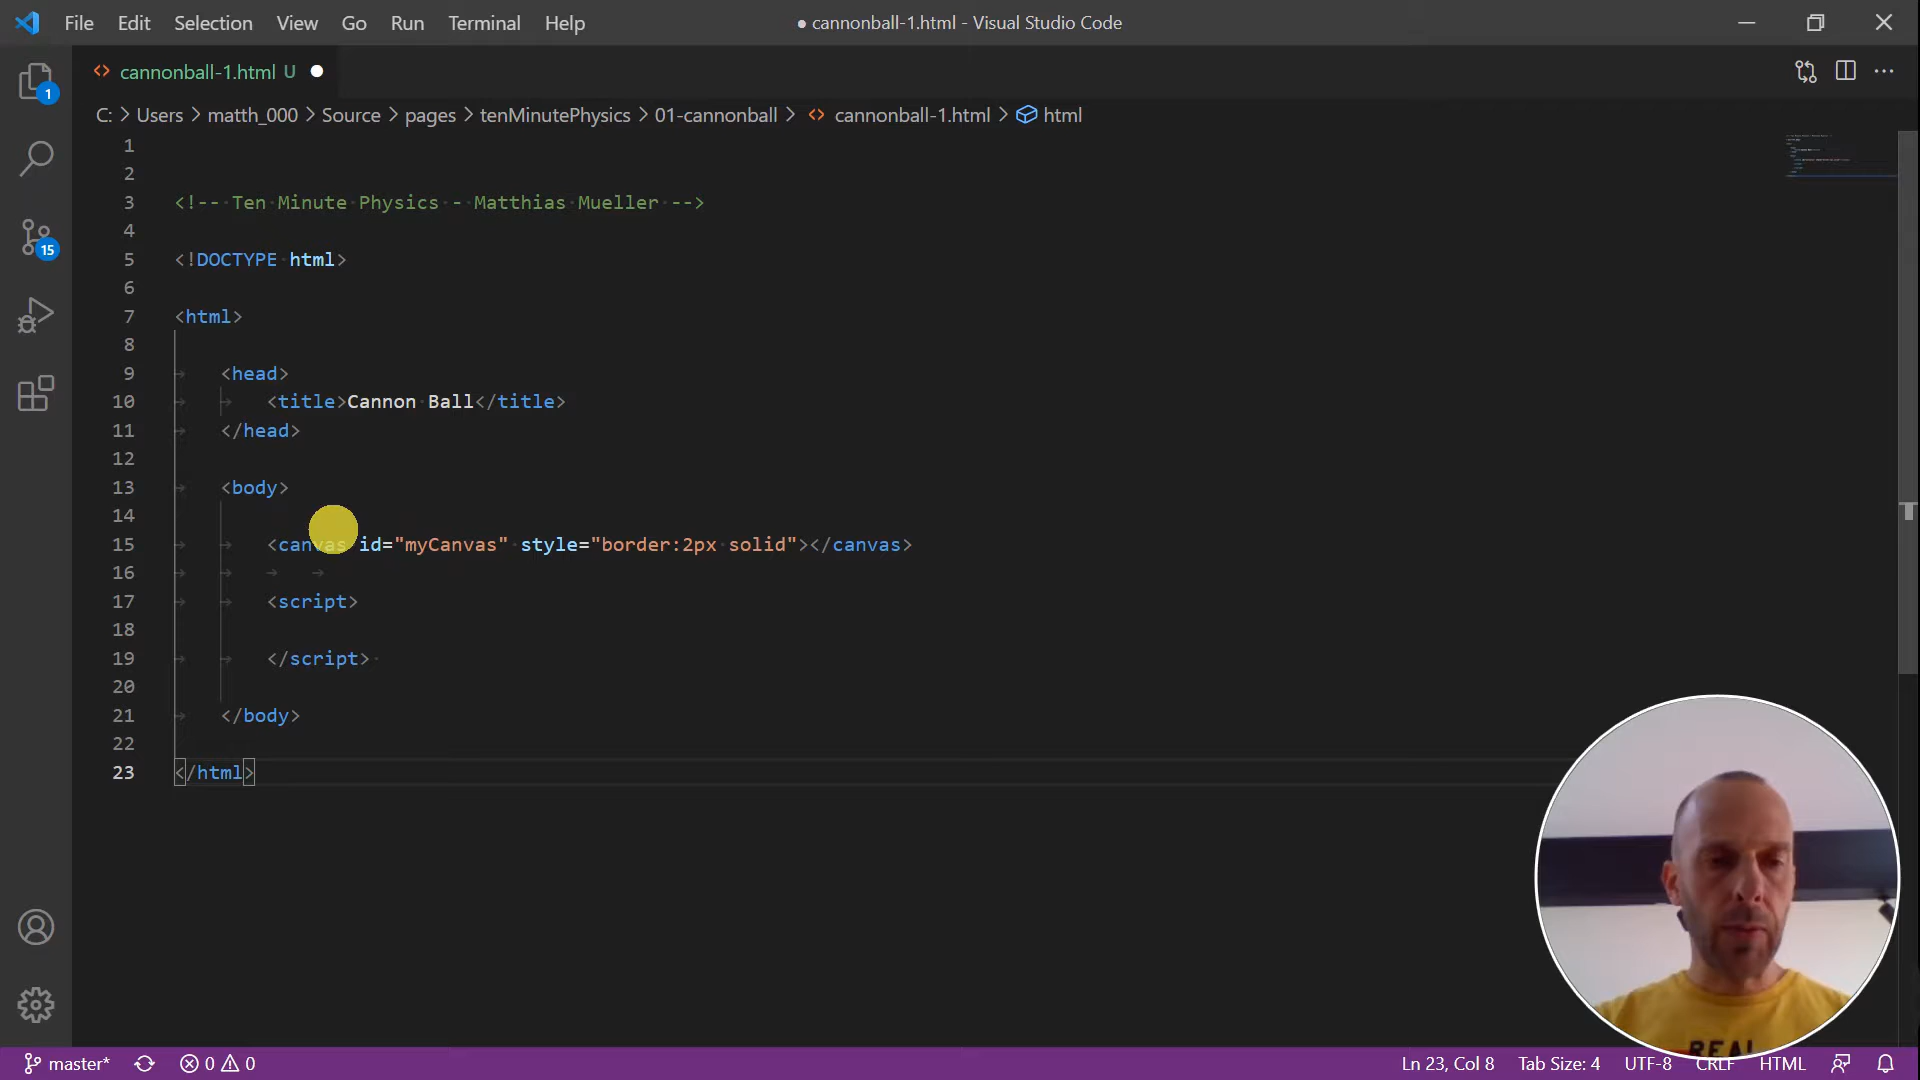 File Edit Selection View Go Run Terminal Help ● cannonball-1.html - Visual Studio Code
cannonball-1.html U
C: > Users > matth_000 > Source > pages > tenMinutePhysics > 01-cannonball > cannonball-1.html > html
1
2
3 <!-- Ten Minute Physics - Matthias Mueller -->
4
5 <!DOCTYPE html>
6
7 <html>
8
9 <head>
10 <title>Cannon Ball</title>
11 </head>
12
13 <body>
14
15 <canvas id="myCanvas" style="border:2px solid"></canvas>
16
17 <script>
18
19 </script>
20
21 </body>
22
23 </html>
1
15
REAL
master* 0 0 Ln 23, Col 8 Tab Size: 4 UTF-8 CRLF HTML